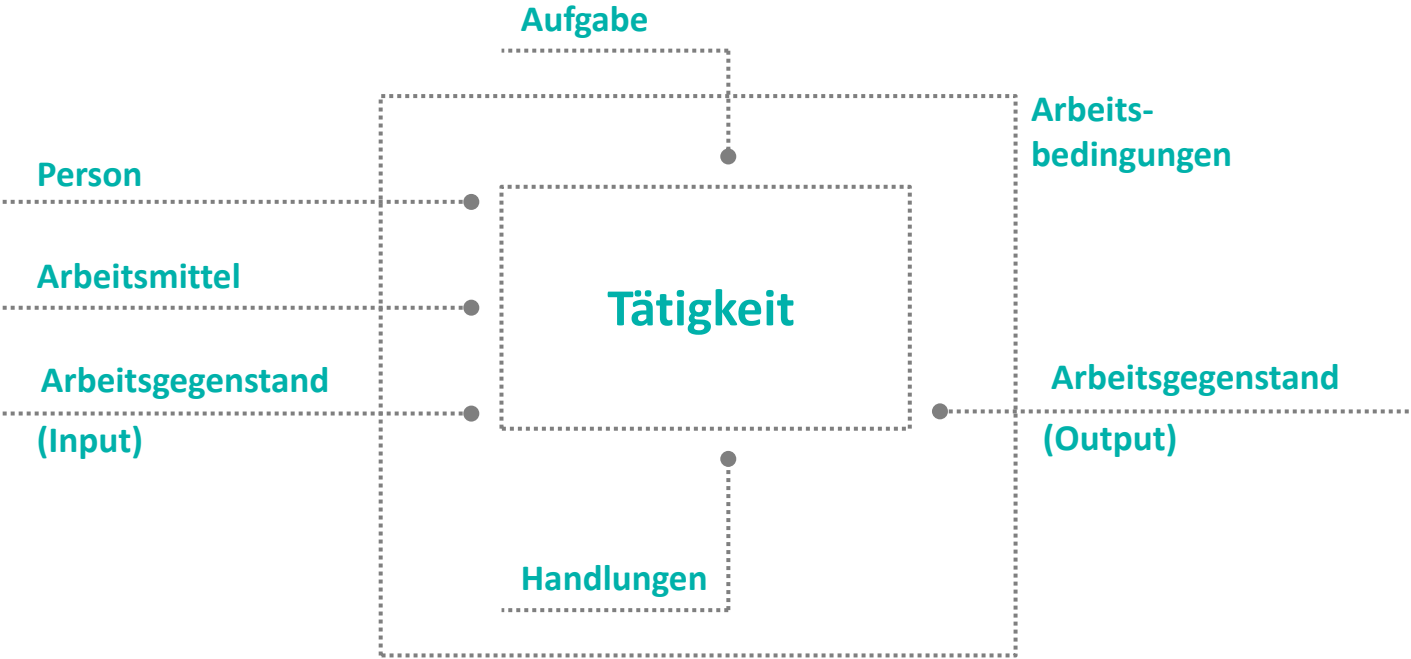 Aufgabe
Arbeits-
bedingungen
Person
Arbeitsmittel
Tätigkeit
Arbeitsgegenstand
(Input)
Arbeitsgegenstand
(Output)
Handlungen